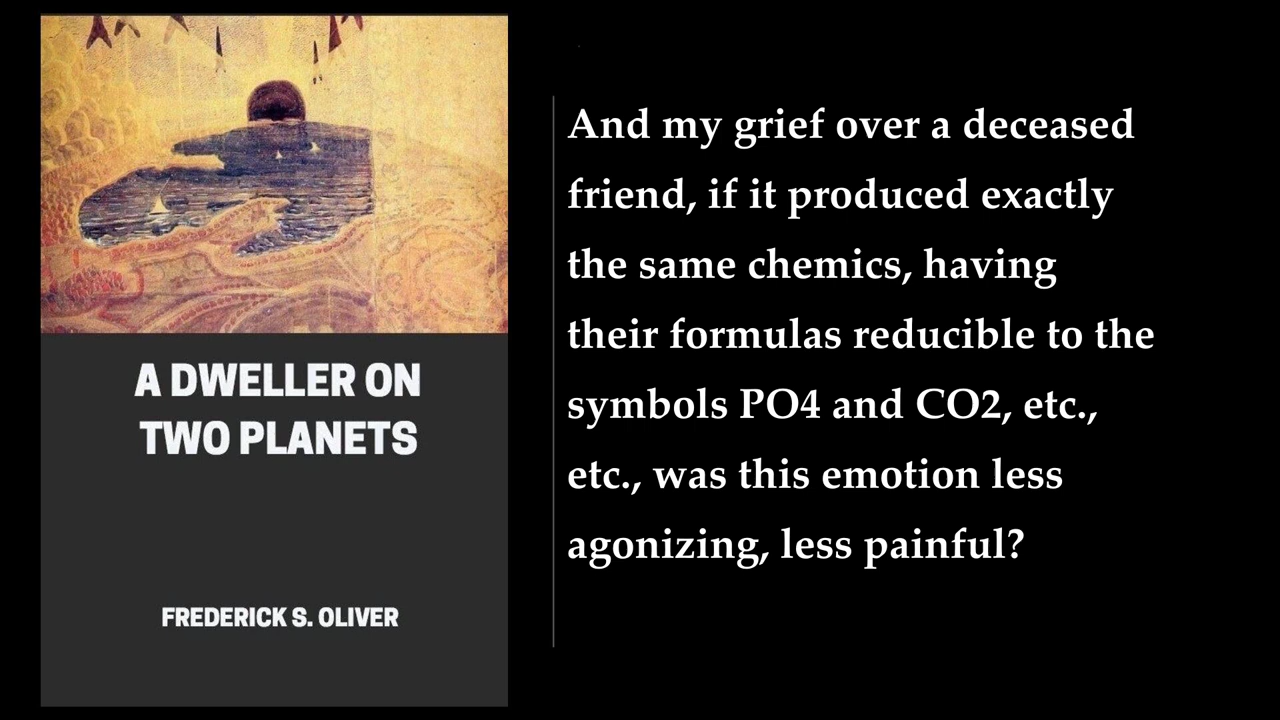 A DWELLER ON
TWO PLANETS
FREDERICK S. OLIVER
And my grief over a deceased
friend, if it produced exactly
the same chemics, having
their formulas reducible to the
symbols PO4 and CO2, etc.,
etc., was this emotion less
agonizing, less painful?